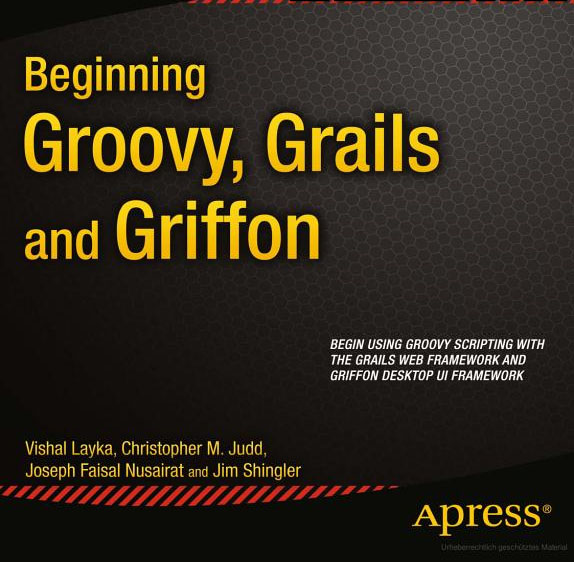 Beginning
Groovy, Grails
and Griffon
BEGIN USING GROOVY SCRIPTING WITH
THE GRAILS WEB FRAMEWORK AND
GRIFFON DESKTOP UI FRAMEWORK
Vishal Layka, Christopher M. Judd,
Joseph Faisal Nusairat and Jim Shingler
Apress®
Urheberrechtlich geschütztes Material